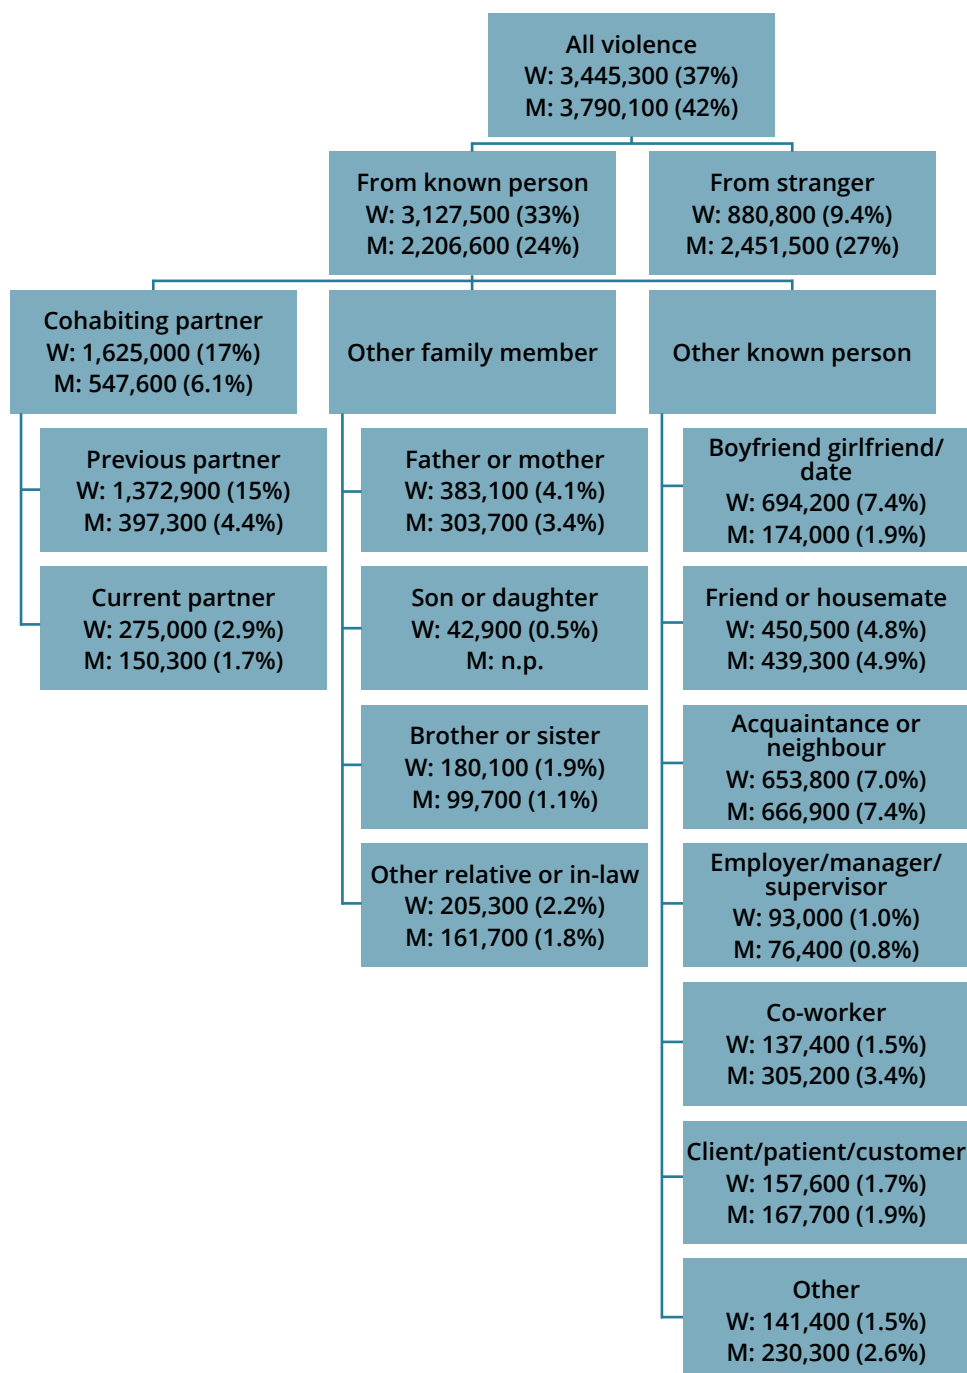 All violence
W: 3,445,300 (37%)
M: 3,790,100 (42%)
From known person
W: 3,127,500 (33%)
M: 2,206,600 (24%)
From stranger
W: 880,800 (9.4%)
M: 2,451,500 (27%)
Cohabiting partner
W: 1,625,000 (17%)
M: 547,600 (6.1%)
Previous partner
W: 1,372,900 (15%)
M: 397,300 (4.4%)
Current partner
W: 275,000 (2.9%)
M: 150,300 (1.7%)
Other family member
Father or mother
W: 383,100 (4.1%)
M: 303,700 (3.4%)
Son or daughter
W: 42,900 (0.5%)
M: n.p.
Brother or sister
W: 180,100 (1.9%)
M: 99,700 (1.1%)
Other relative or in-law
W: 205,300 (2.2%)
M: 161,700 (1.8%)
Other known person
Boyfriend girlfriend/
date
W: 694,200 (7.4%)
M: 174,000 (1.9%)
Friend or housemate
W: 450,500 (4.8%)
M: 439,300 (4.9%)
Acquaintance or
neighbour
W: 653,800 (7.0%)
M: 666,900 (7.4%)
Employer/manager/
supervisor
W: 93,000 (1.0%)
M: 76,400 (0.8%)
Co-worker
W: 137,400 (1.5%)
M: 305,200 (3.4%)
Client/patient/customer
W: 157,600 (1.7%)
M: 167,700 (1.9%)
Other
W: 141,400 (1.5%)
M: 230,300 (2.6%)